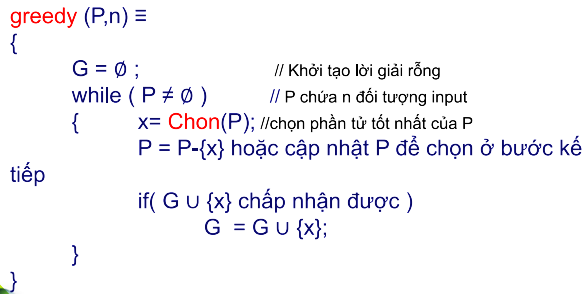 greedy (P,n) ≡
{
G = ∅ ; // Khởi tạo lời giải rỗng
while ( P ≠ ∅ ) // P chứa n đối tượng input
{ x= Chon(P); //chọn phần tử tốt nhất của P
P = P-{x} hoặc cập nhật P để chọn ở bước kế
tiếp
if( G ∪ {x} chấp nhận được )
G = G ∪ {x};
}
}